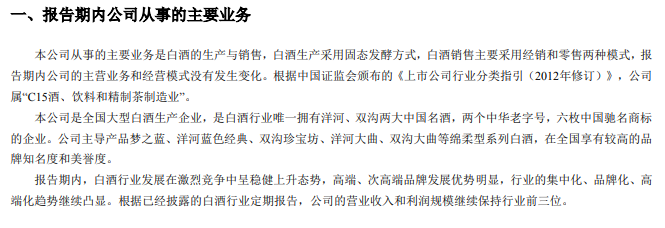 一、报告期内公司从事的主要业务
本公司从事的主要业务是白酒的生产与销售，白酒生产采用固态发酵方式，白酒销售主要采用经销和零售两种模式，报
告期内公司的主营业务和经营模式没有发生变化。根据中国证监会颁布的《上市公司行业分类指引（2012年修订）》，公司
属“C15酒、饮料和精制茶制造业”。
本公司是全国大型白酒生产企业，是白酒行业唯一拥有洋河、双沟两大中国名酒，两个中华老字号，六枚中国驰名商标
的企业。公司主导产品梦之蓝、洋河蓝色经典、双沟珍宝坊、洋河大曲、双沟大曲等绵柔型系列白酒，在全国享有较高的品
牌知名度和美誉度。
报告期内，白酒行业发展在激烈竞争中呈稳健上升态势，高端、次高端品牌发展优势明显，行业的集中化、品牌化、高
端化趋势继续凸显。根据已经披露的白酒行业定期报告，公司的营业收入和利润规模继续保持行业前三位。